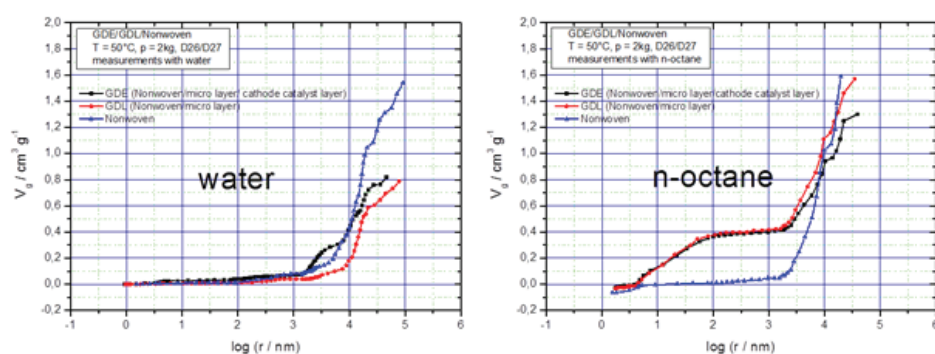 GDE/GDL/Nonwoven
T = 50°C, p = 2kg, D26/D27
measurements with water
GDE (Nonwoven/micro layer/ cathode catalyst layer)
GDL (Nonwoven/micro layer)
Nonwoven
water
V_g / cm³ g⁻¹
2,0
1,8
1,6
1,4
1,2
1,0
0,8
0,6
0,4
0,2
0,0
-0,2
-1 0 1 2 3 4 5 6
log (r / nm)
GDE/GDL/Nonwoven
T = 50°C, p = 2kg, D26/D27
measurements with n-octane
GDE (Nonwoven/micro layer/cathode catalyst layer)
GDL (Nonwoven/micro layer)
Nonwoven
n-octane
V_g / cm³ g⁻¹
2,0
1,8
1,6
1,4
1,2
1,0
0,8
0,6
0,4
0,2
0,0
-0,2
-1 0 1 2 3 4 5 6
log (r / nm)